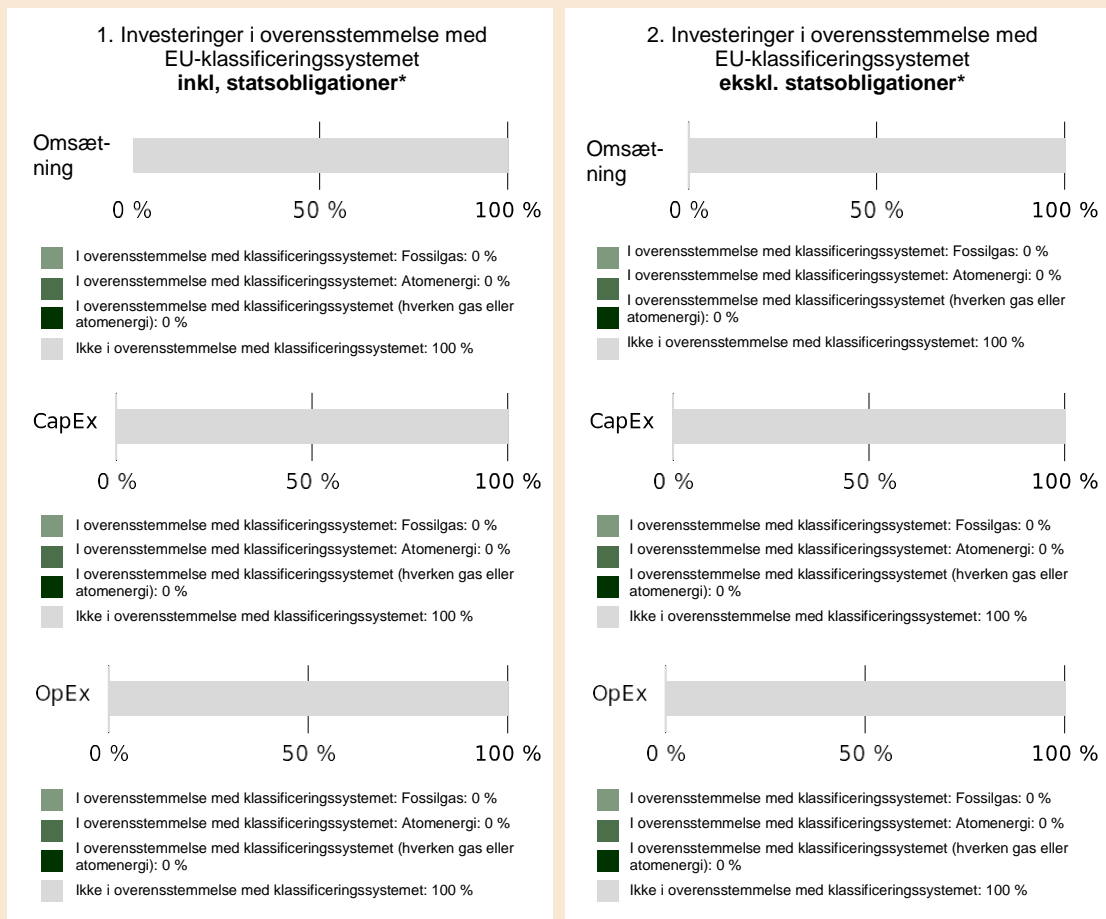 1. Investeringer i overensstemmelse med
EU-klassificeringssystemet
inkl, statsobligationer*
Omsæt-
ning
0 % 50 % 100 %
I overensstemmelse med klassificeringssystemet: Fossilgas: 0 %
I overensstemmelse med klassificeringssystemet: Atomenergi: 0 %
I overensstemmelse med klassificeringssystemet (hverken gas eller
atomenergi): 0 %
Ikke i overensstemmelse med klassificeringssystemet: 100 %
CapEx
0 % 50 % 100 %
I overensstemmelse med klassificeringssystemet: Fossilgas: 0 %
I overensstemmelse med klassificeringssystemet: Atomenergi: 0 %
I overensstemmelse med klassificeringssystemet (hverken gas eller
atomenergi): 0 %
Ikke i overensstemmelse med klassificeringssystemet: 100 %
OpEx
0 % 50 % 100 %
I overensstemmelse med klassificeringssystemet: Fossilgas: 0 %
I overensstemmelse med klassificeringssystemet: Atomenergi: 0 %
I overensstemmelse med klassificeringssystemet (hverken gas eller
atomenergi): 0 %
Ikke i overensstemmelse med klassificeringssystemet: 100 %
2. Investeringer i overensstemmelse med
EU-klassificeringssystemet
ekskl. statsobligationer*
Omsæt-
ning
0 % 50 % 100 %
I overensstemmelse med klassificeringssystemet: Fossilgas: 0 %
I overensstemmelse med klassificeringssystemet: Atomenergi: 0 %
I overensstemmelse med klassificeringssystemet (hverken gas eller
atomenergi): 0 %
Ikke i overensstemmelse med klassificeringssystemet: 100 %
CapEx
0 % 50 % 100 %
I overensstemmelse med klassificeringssystemet: Fossilgas: 0 %
I overensstemmelse med klassificeringssystemet: Atomenergi: 0 %
I overensstemmelse med klassificeringssystemet (hverken gas eller
atomenergi): 0 %
Ikke i overensstemmelse med klassificeringssystemet: 100 %
OpEx
0 % 50 % 100 %
I overensstemmelse med klassificeringssystemet: Fossilgas: 0 %
I overensstemmelse med klassificeringssystemet: Atomenergi: 0 %
I overensstemmelse med klassificeringssystemet (hverken gas eller
atomenergi): 0 %
Ikke i overensstemmelse med klassificeringssystemet: 100 %